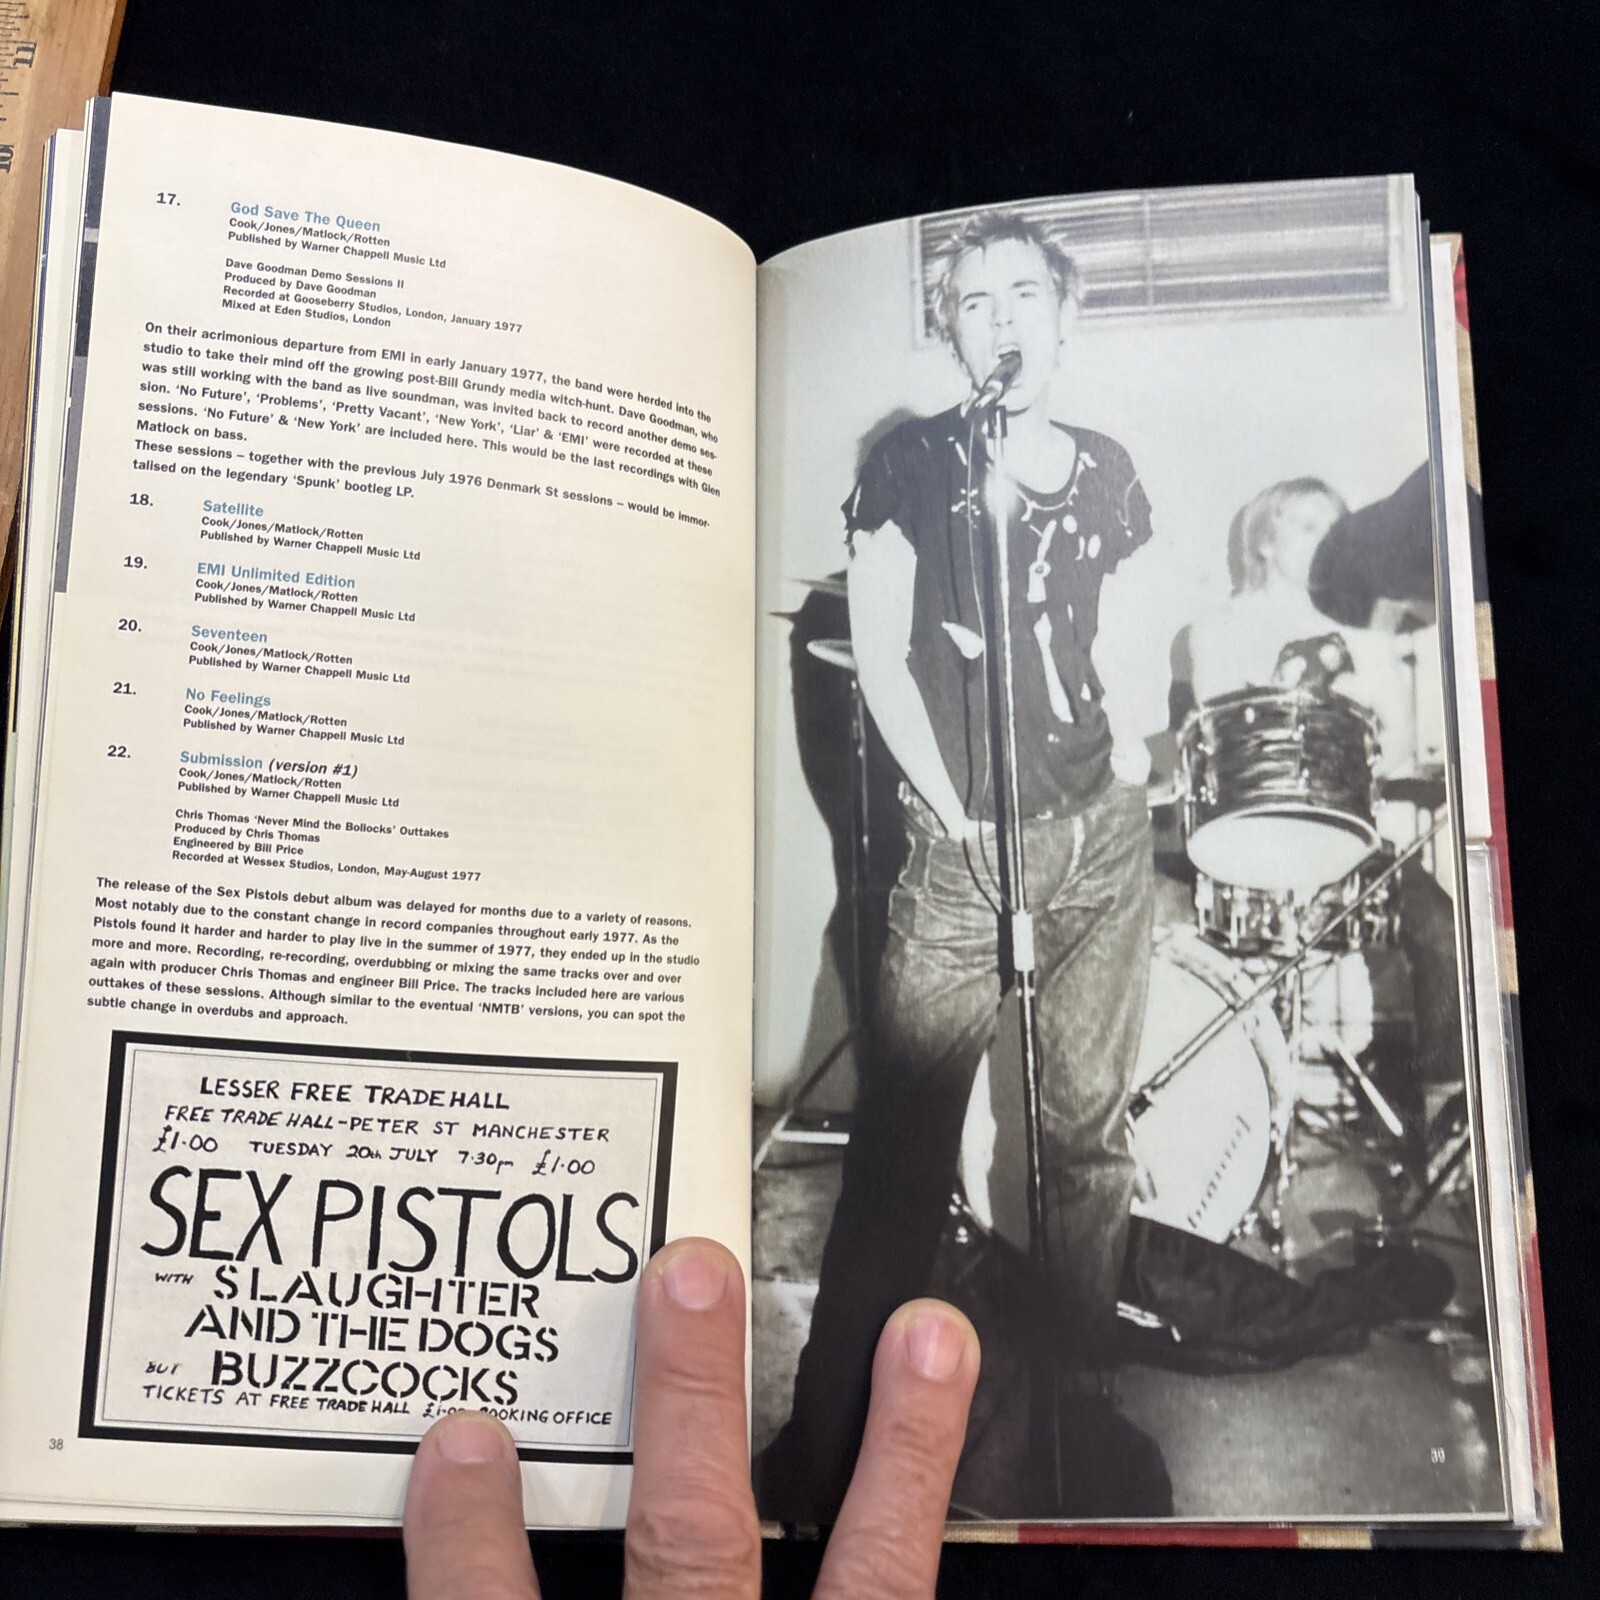 17.
God Save The Queen
Cook/Jones/Matlock/Rotten
Published by Warner Chappell Music Ltd
Dave Goodman Demo Sessions II
Produced by Dave Goodman
Recorded at Gooseberry Studios, London, January 1977
Mixed at Eden Studios, London
On their acrimonious departure from EMI in early January 1977, the band were herded into the
studio to take their mind off the growing post-Bill Grundy media witch-hunt. Dave Goodman, who
was still working with the band as live soundman, was invited back to record another demo ses-
sion. ‘No Future’, ‘Problems’, ‘Pretty Vacant’, ‘New York’, ‘Liar’ & ‘EMI’ were recorded at these
sessions. ‘No Future’ & ‘New York’ are included here. This would be the last recordings with Glen
Matlock on bass.
These sessions – together with the previous July 1976 Denmark St sessions – would be immor-
talised on the legendary ‘Spunk’ bootleg LP.
18.
Satellite
Cook/Jones/Matlock/Rotten
Published by Warner Chappell Music Ltd
19.
EMI Unlimited Edition
Cook/Jones/Matlock/Rotten
Published by Warner Chappell Music Ltd
20.
Seventeen
Cook/Jones/Matlock/Rotten
Published by Warner Chappell Music Ltd
21.
No Feelings
Cook/Jones/Matlock/Rotten
Published by Warner Chappell Music Ltd
22.
Submission (version #1)
Cook/Jones/Matlock/Rotten
Published by Warner Chappell Music Ltd
Chris Thomas ‘Never Mind the Bollocks’ Outtakes
Produced by Chris Thomas
Engineered by Bill Price
Recorded at Wessex Studios, London, May-August 1977
The release of the Sex Pistols debut album was delayed for months due to a variety of reasons.
Most notably due to the constant change in record companies throughout early 1977. As the
Pistols found it harder and harder to play live in the summer of 1977, they ended up in the studio
more and more. Recording, re-recording, overdubbing or mixing the same tracks over and over
again with producer Chris Thomas and engineer Bill Price. The tracks included here are various
outtakes of these sessions. Although similar to the eventual ‘NMTB’ versions, you can spot the
subtle change in overdubs and approach.
LESSER FREE TRADE HALL
FREE TRADE HALL-PETER ST MANCHESTER
£1·00 TUESDAY 20th JULY 7·30pm £1·00
SEX PISTOLS
WITH SLAUGHTER
AND THE DOGS
BUT BUZZCOCKS
TICKETS AT FREE TRADE HALL OFFICE
38
39
Ludwig
11
10